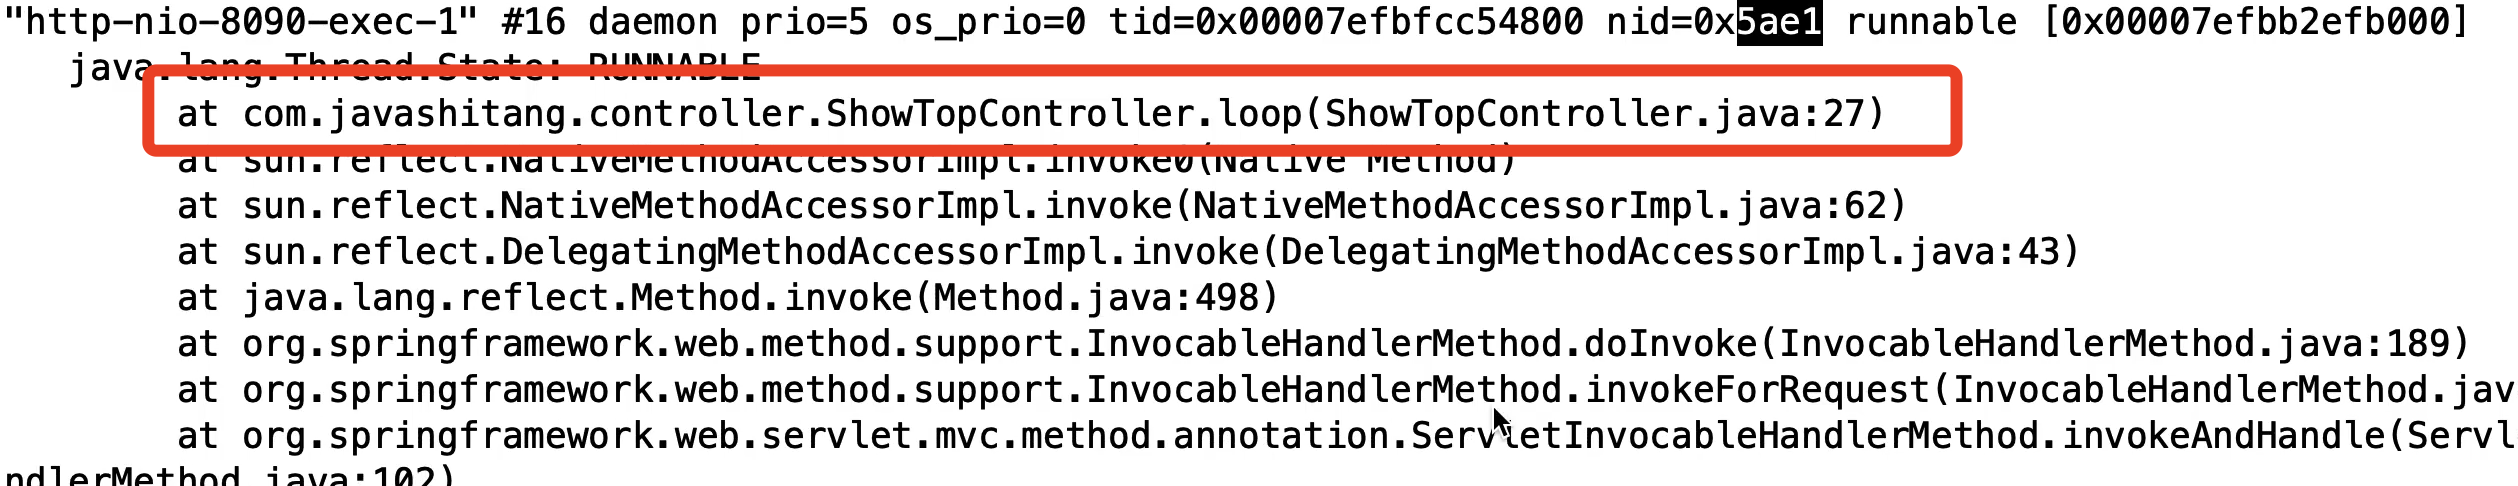 "http-nio-8090-exec-1" #16 daemon prio=5 os_prio=0 tid=0x00007efbfcc54800 nid=0x5ae1 runnable [0x00007efbb2efb000]
java.lang.Thread.State: RUNNABLE
at com.javashitang.controller.ShowTopController.loop(ShowTopController.java:27)
at sun.reflect.NativeMethodAccessorImpl.invoke0(Native Method)
at sun.reflect.NativeMethodAccessorImpl.invoke(NativeMethodAccessorImpl.java:62)
at sun.reflect.DelegatingMethodAccessorImpl.invoke(DelegatingMethodAccessorImpl.java:43)
at java.lang.reflect.Method.invoke(Method.java:498)
at org.springframework.web.method.support.InvocableHandlerMethod.doInvoke(InvocableHandlerMethod.java:189)
at org.springframework.web.method.support.InvocableHandlerMethod.invokeForRequest(InvocableHandlerMethod.jav
at org.springframework.web.servlet.mvc.method.annotation.ServletInvocableHandlerMethod.invokeAndHandle(Servl
ndlerMethod.java:102)